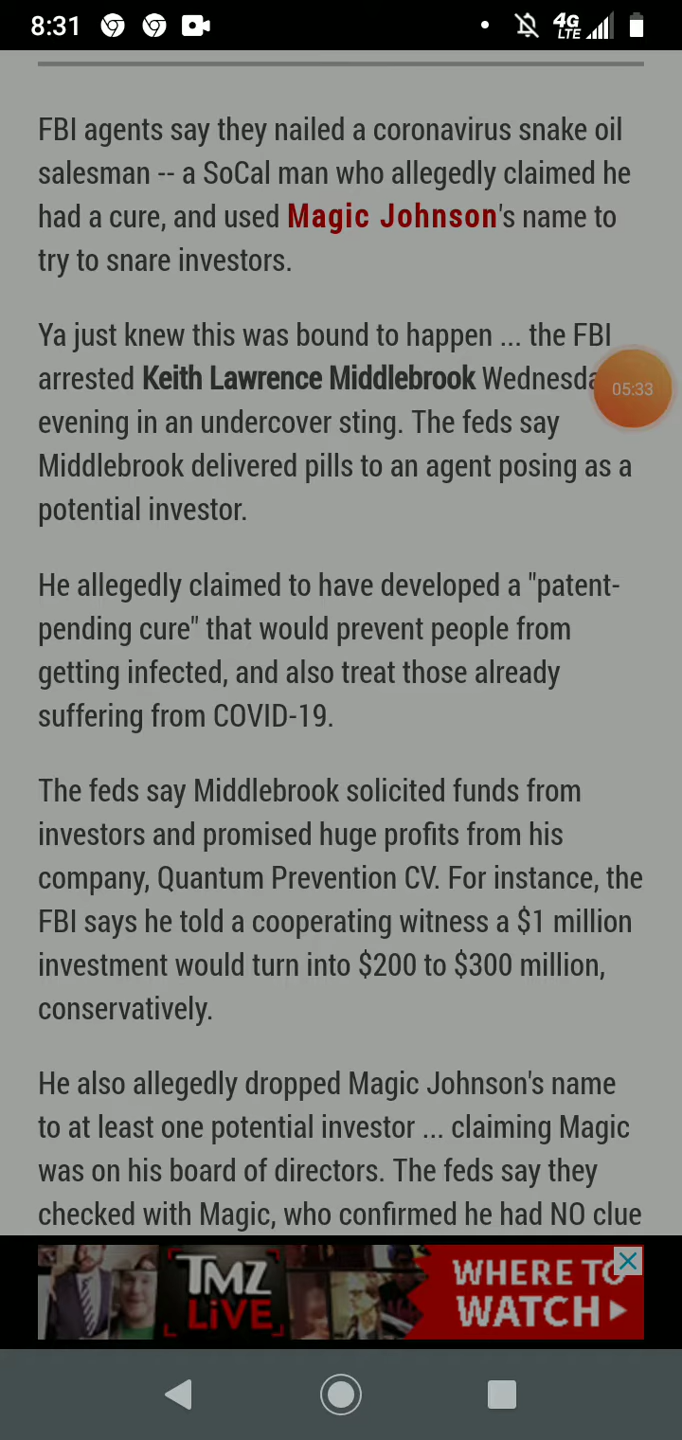 8:31
4G
LTE
FBI agents say they nailed a coronavirus snake oil
salesman -- a SoCal man who allegedly claimed he
had a cure, and used Magic Johnson's name to
try to snare investors.
Ya just knew this was bound to happen ... the FBI
arrested Keith Lawrence Middlebrook Wednesda
05:33
evening in an undercover sting. The feds say
Middlebrook delivered pills to an agent posing as a
potential investor.
He allegedly claimed to have developed a "patent-
pending cure" that would prevent people from
getting infected, and also treat those already
suffering from COVID-19.
The feds say Middlebrook solicited funds from
investors and promised huge profits from his
company, Quantum Prevention CV. For instance, the
FBI says he told a cooperating witness a $1 million
investment would turn into $200 to $300 million,
conservatively.
He also allegedly dropped Magic Johnson's name
to at least one potential investor ... claiming Magic
was on his board of directors. The feds say they
checked with Magic, who confirmed he had NO clue
TMZ
LiVE
WHERE TO
WATCH